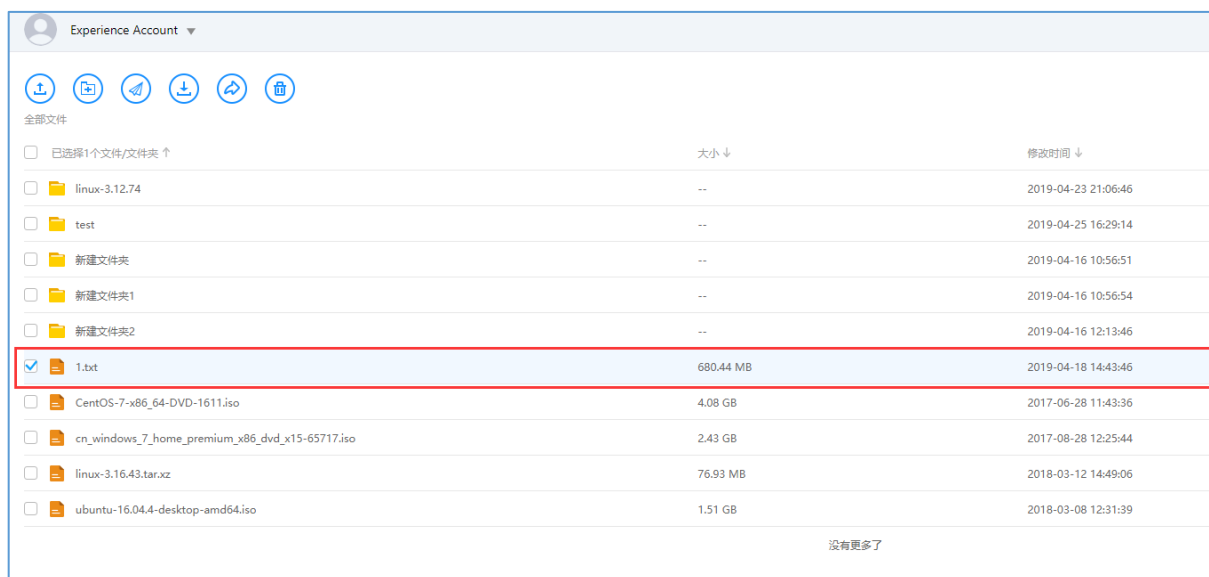 Experience Account
全部文件
已选择1个文件/文件夹 ↑ 大小 ↓ 修改时间 ↓
linux-3.12.74 -- 2019-04-23 21:06:46
test -- 2019-04-25 16:29:14
新建文件夹 -- 2019-04-16 10:56:51
新建文件夹1 -- 2019-04-16 10:56:54
新建文件夹2 -- 2019-04-16 12:13:46
1.txt 680.44 MB 2019-04-18 14:43:46
CentOS-7-x86_64-DVD-1611.iso 4.08 GB 2017-06-28 11:43:36
cn_windows_7_home_premium_x86_dvd_x15-65717.iso 2.43 GB 2017-08-28 12:25:44
linux-3.16.43.tar.xz 76.93 MB 2018-03-12 14:49:06
ubuntu-16.04.4-desktop-amd64.iso 1.51 GB 2018-03-08 12:31:39
没有更多了